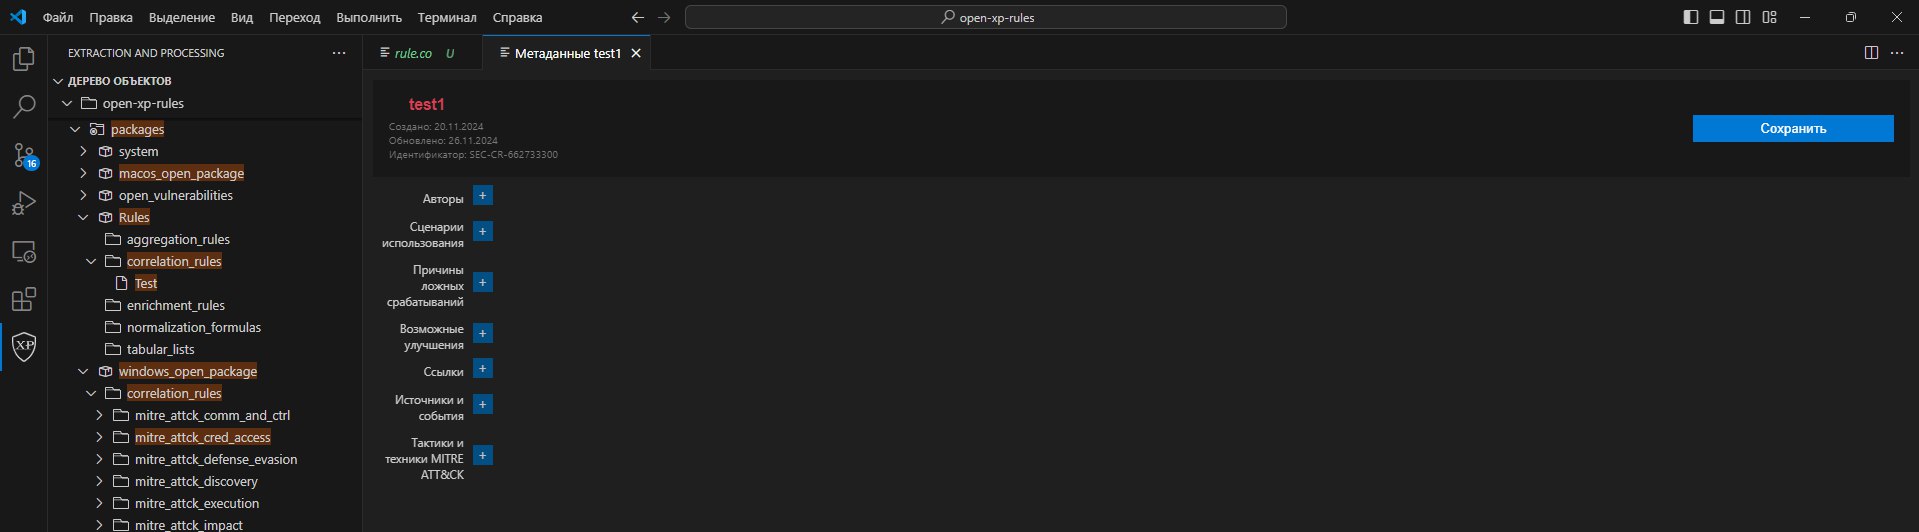 Файл Правка Выделение Вид Переход Выполнить Терминал Справка
open-xp-rules
EXTRACTION AND PROCESSING
ДЕРЕВО ОБЪЕКТОВ
open-xp-rules
packages
system
macos_open_package
open_vulnerabilities
Rules
aggregation_rules
correlation_rules
Test
enrichment_rules
normalization_formulas
tabular_lists
windows_open_package
correlation_rules
mitre_attck_comm_and_ctrl
mitre_attck_cred_access
mitre_attck_defense_evasion
mitre_attck_discovery
mitre_attck_execution
mitre_attck_impact
16
XP
rule.co U
Метаданные test1
test1
Создано: 20.11.2024
Обновлено: 26.11.2024
Идентификатор: SEC-CR-662733300
Сохранить
Авторы +
Сценарии
использования +
Причины
ложных +
срабатываний
Возможные
улучшения +
Ссылки +
Источники и
события +
Тактики и
техники MITRE +
ATT&CK